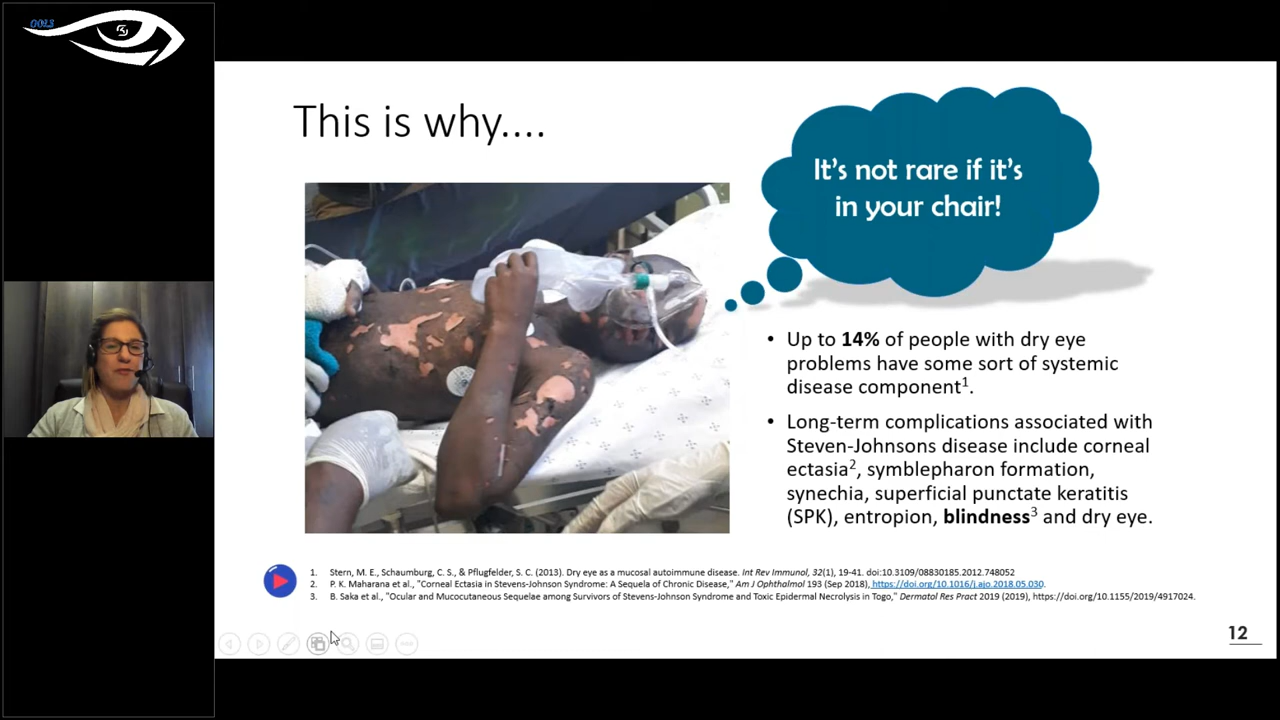 OOLS
This is why....
It's not rare if it's
in your chair!
• Up to 14% of people with dry eye
problems have some sort of systemic
disease component1.
• Long-term complications associated with
Steven-Johnsons disease include corneal
ectasia2, symblepharon formation,
synechia, superficial punctate keratitis
(SPK), entropion, blindness3 and dry eye.
1. Stern, M. E., Schaumburg, C. S., & Pflugfelder, S. C. (2013). Dry eye as a mucosal autoimmune disease. Int Rev Immunol, 32(1), 19-41. doi:10.3109/08830185.2012.748052
2. P. K. Maharana et al., "Corneal Ectasia in Stevens-Johnson Syndrome: A Sequela of Chronic Disease," Am J Ophthalmol 193 (Sep 2018), https://doi.org/10.1016/j.ajo.2018.05.030.
3. B. Saka et al., "Ocular and Mucocutaneous Sequelae among Survivors of Stevens-Johnson Syndrome and Toxic Epidermal Necrolysis in Togo," Dermatol Res Pract 2019 (2019), https://doi.org/10.1155/2019/4917024.
12